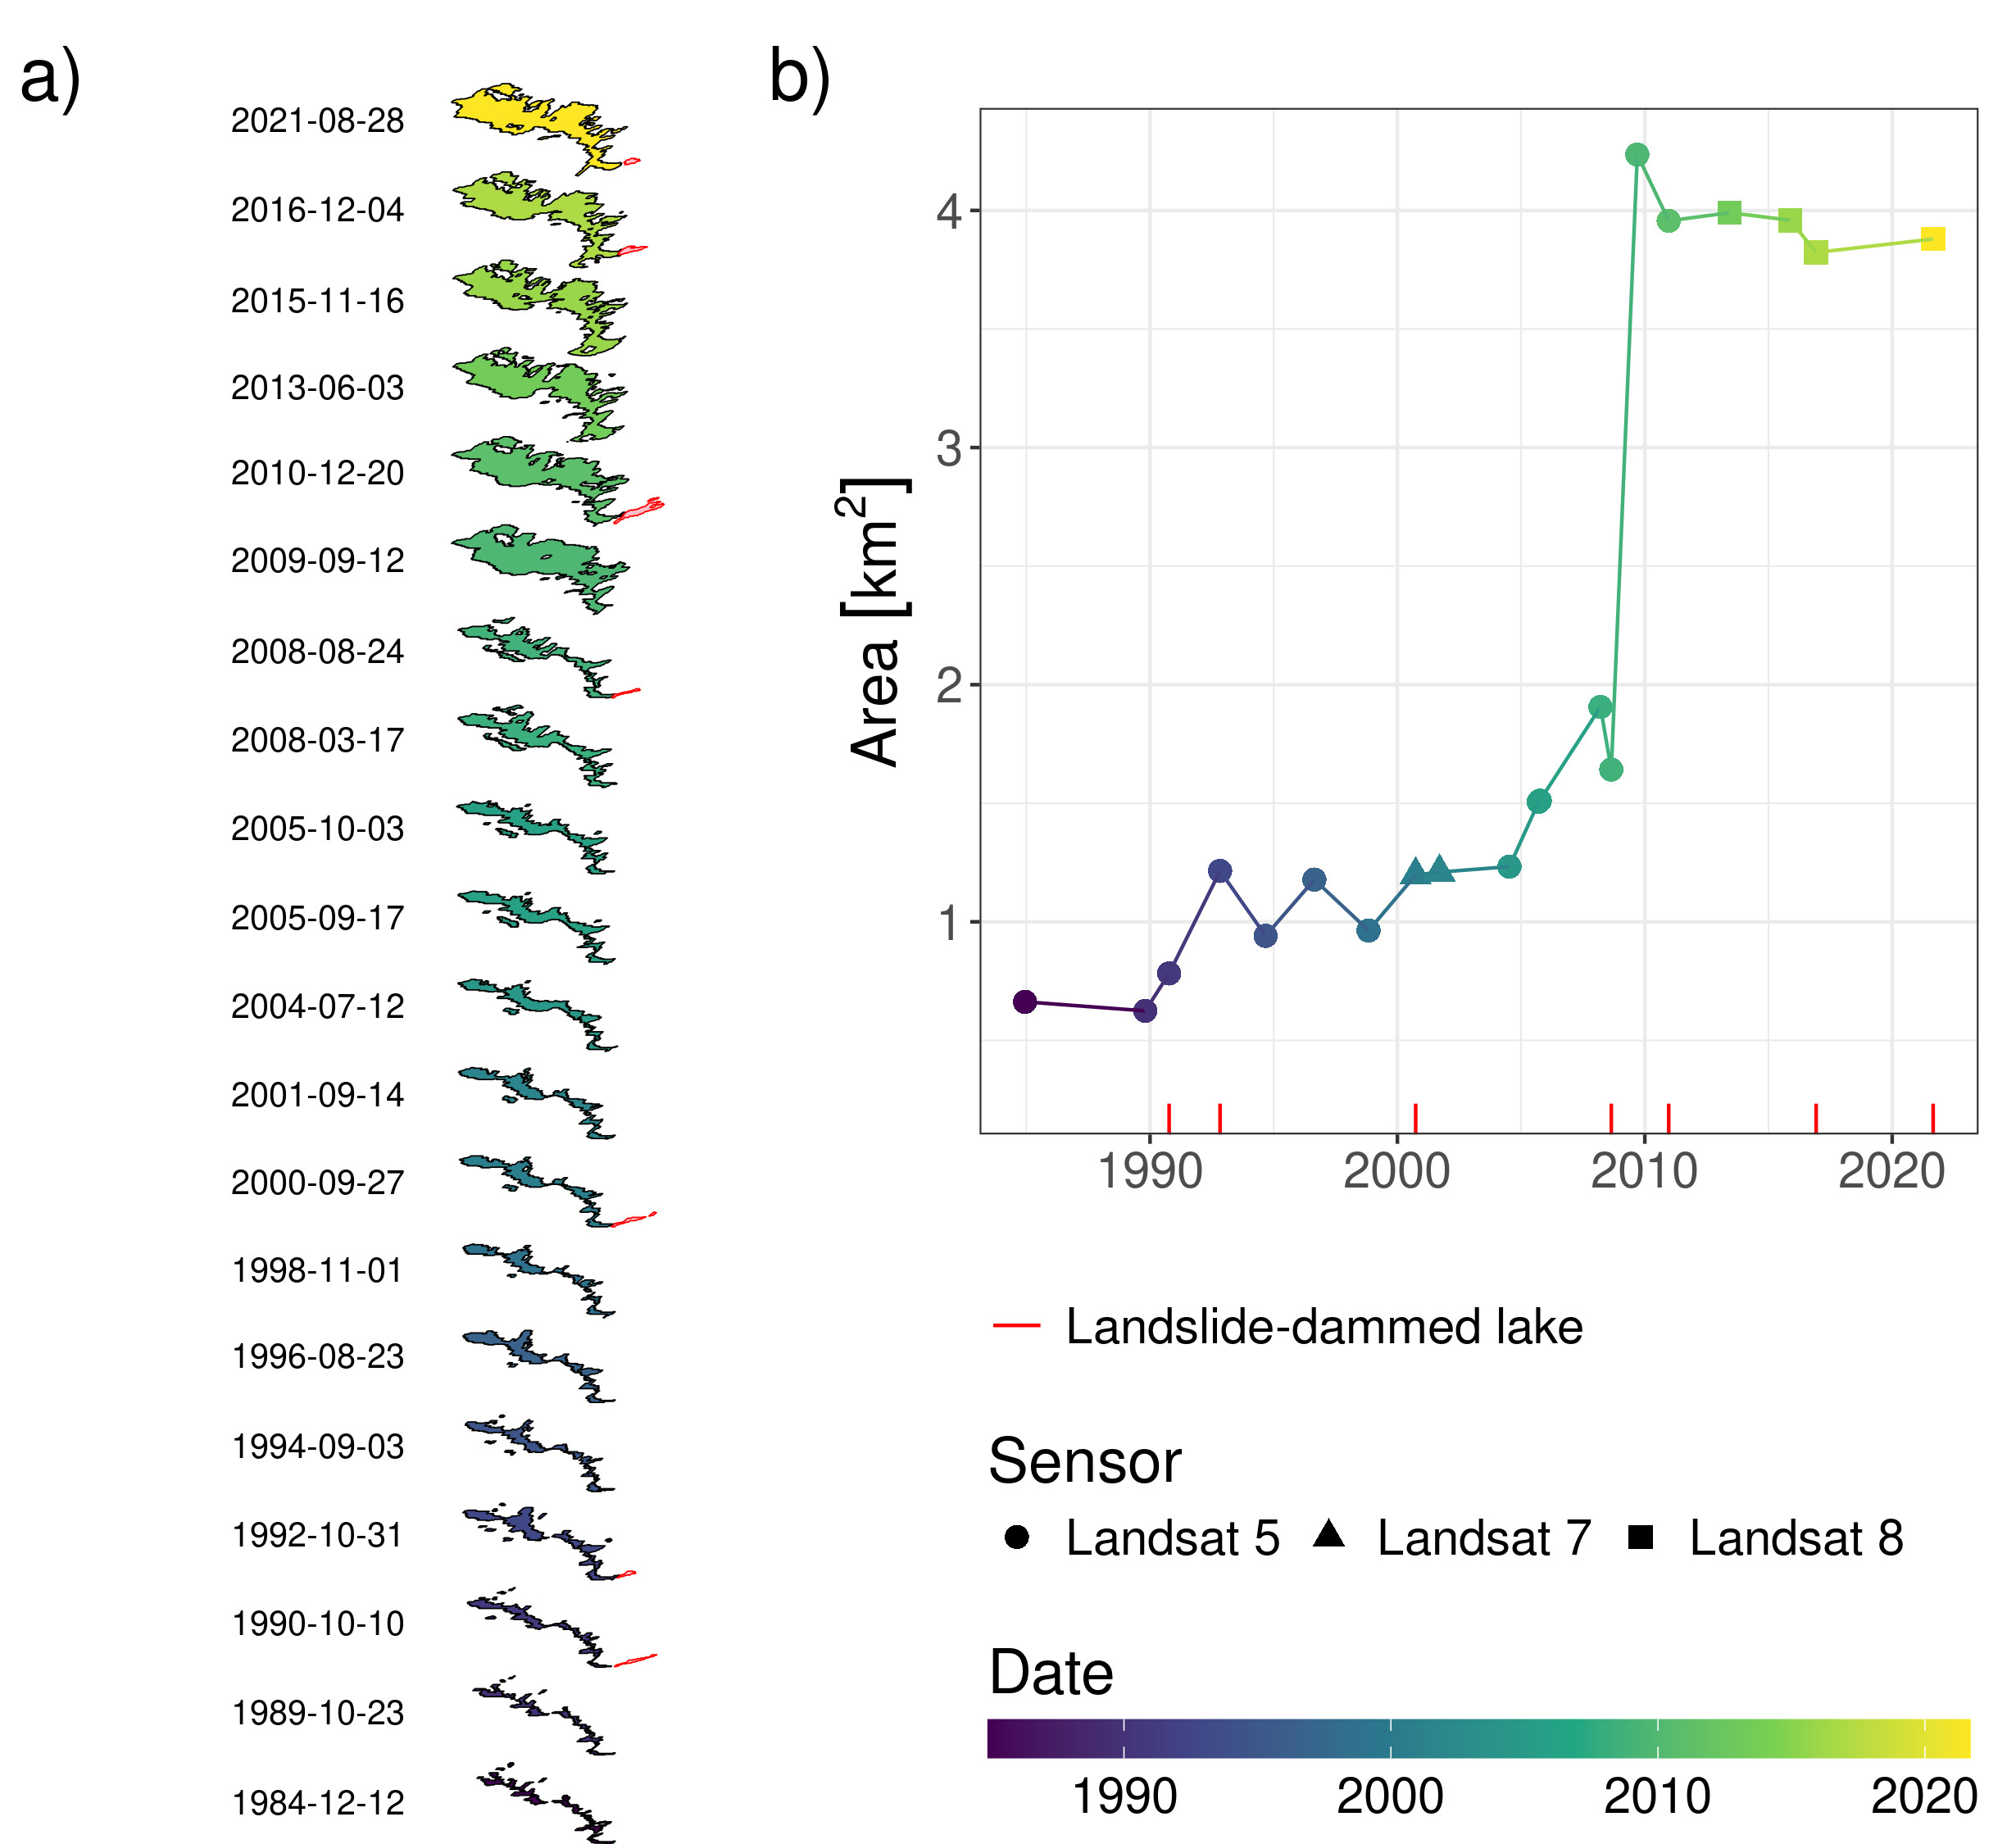 a)
2021-08-28
2016-12-04
2015-11-16
2013-06-03
2010-12-20
2009-09-12
2008-08-24
2008-03-17
2005-10-03
2005-09-17
2004-07-12
2001-09-14
2000-09-27
1998-11-01
1996-08-23
1994-09-03
1992-10-31
1990-10-10
1989-10-23
1984-12-12
b)
Area [km²]
4
3
2
1
1990 2000 2010 2020
Landslide-dammed lake
Sensor
Landsat 5 Landsat 7 Landsat 8
Date
1990 2000 2010 2020